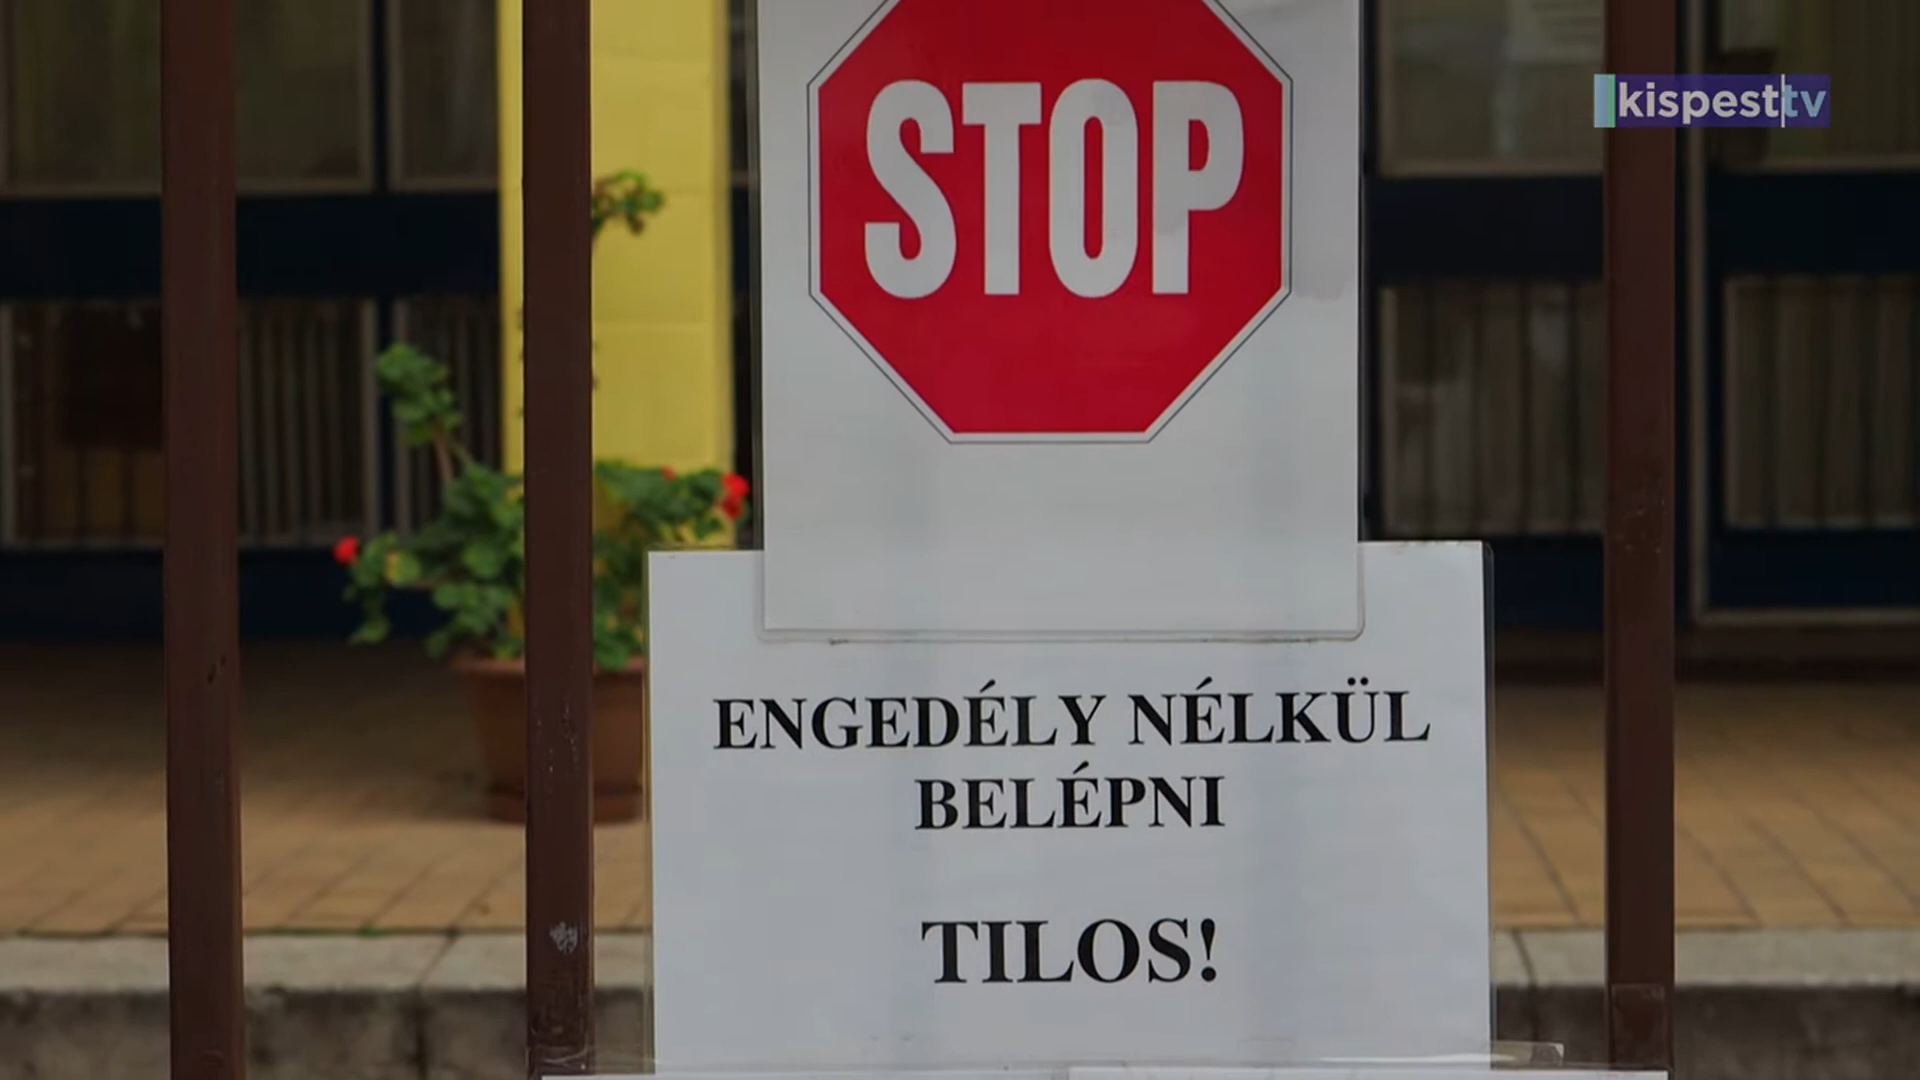 STOP
kispest tv
ENGEDÉLY NÉLKÜL
BELÉPNI
TILOS!